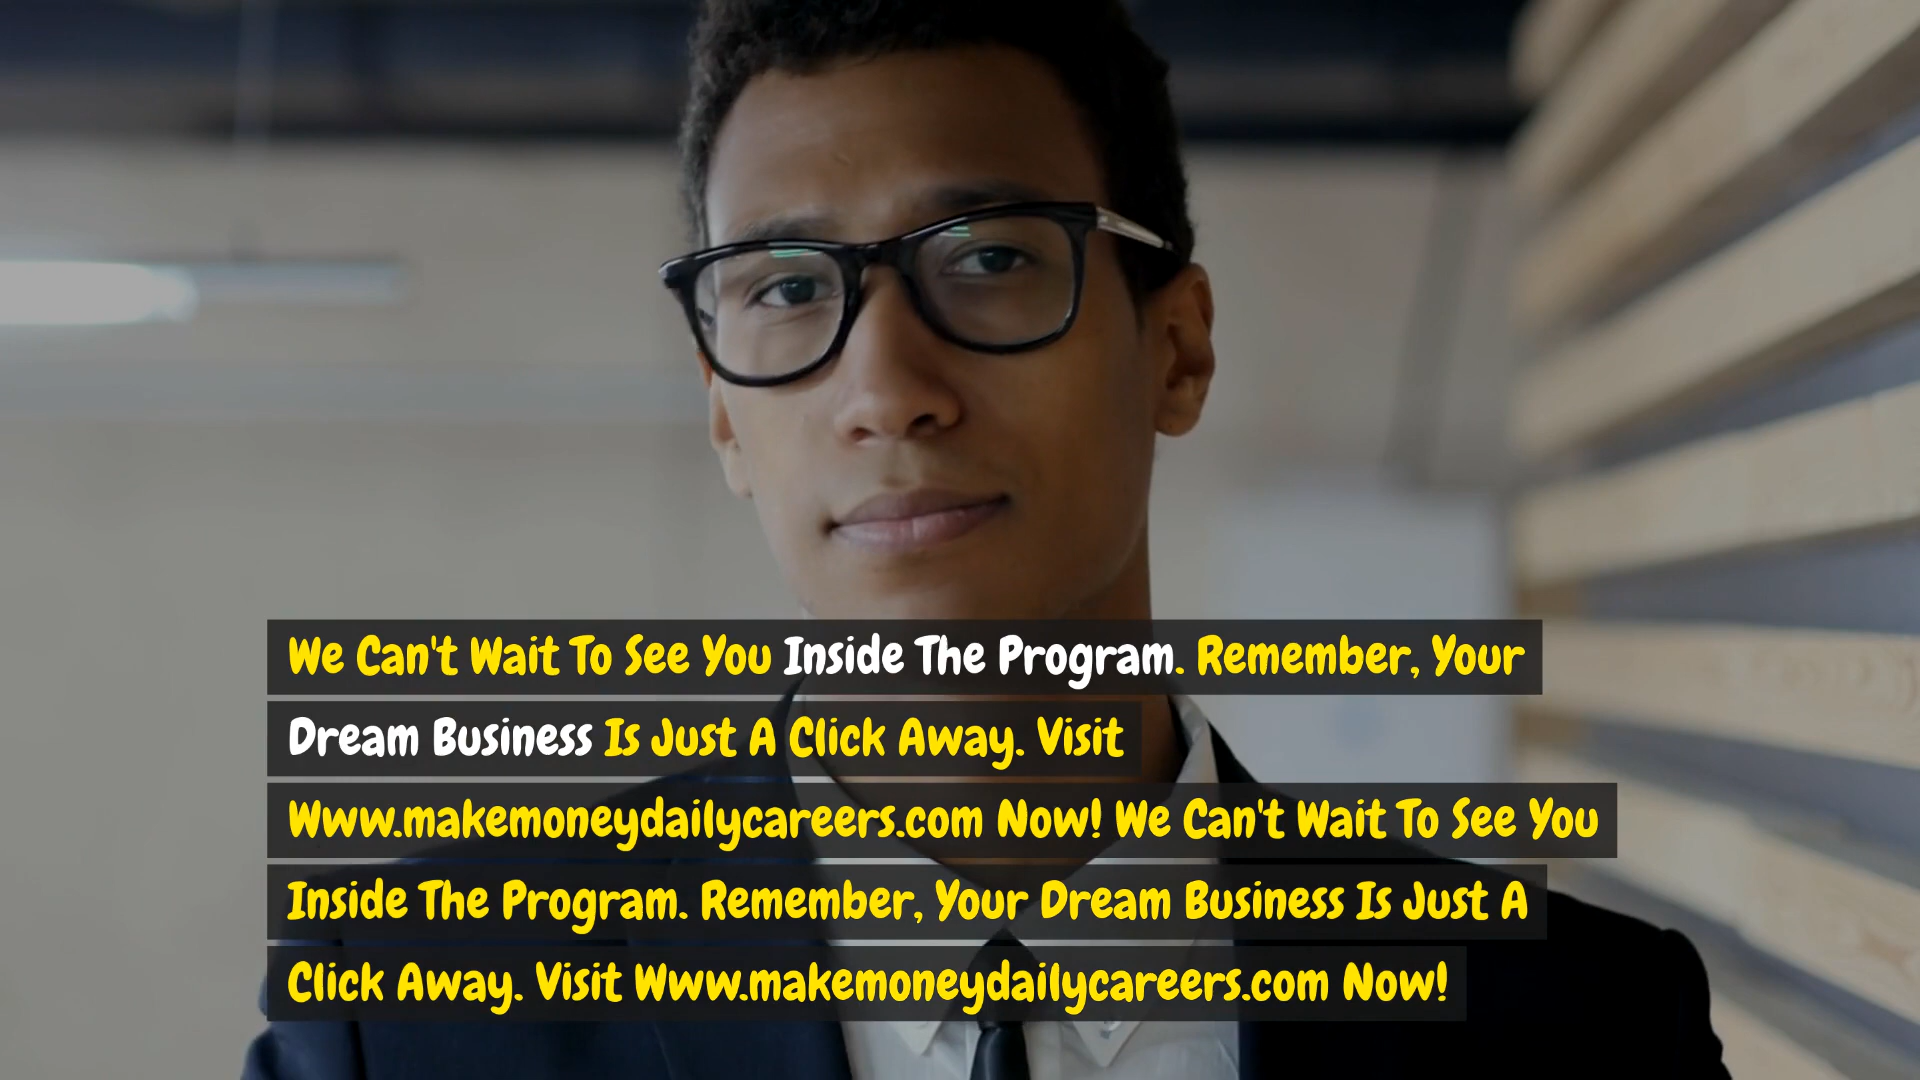 We Can't Wait To See You Inside The Program. Remember, Your
Dream Business Is Just A Click Away. Visit
Www.makemoneydailycareers.com Now! We Can't Wait To See You
Inside The Program. Remember, Your Dream Business Is Just A
Click Away. Visit Www.makemoneydailycareers.com Now!